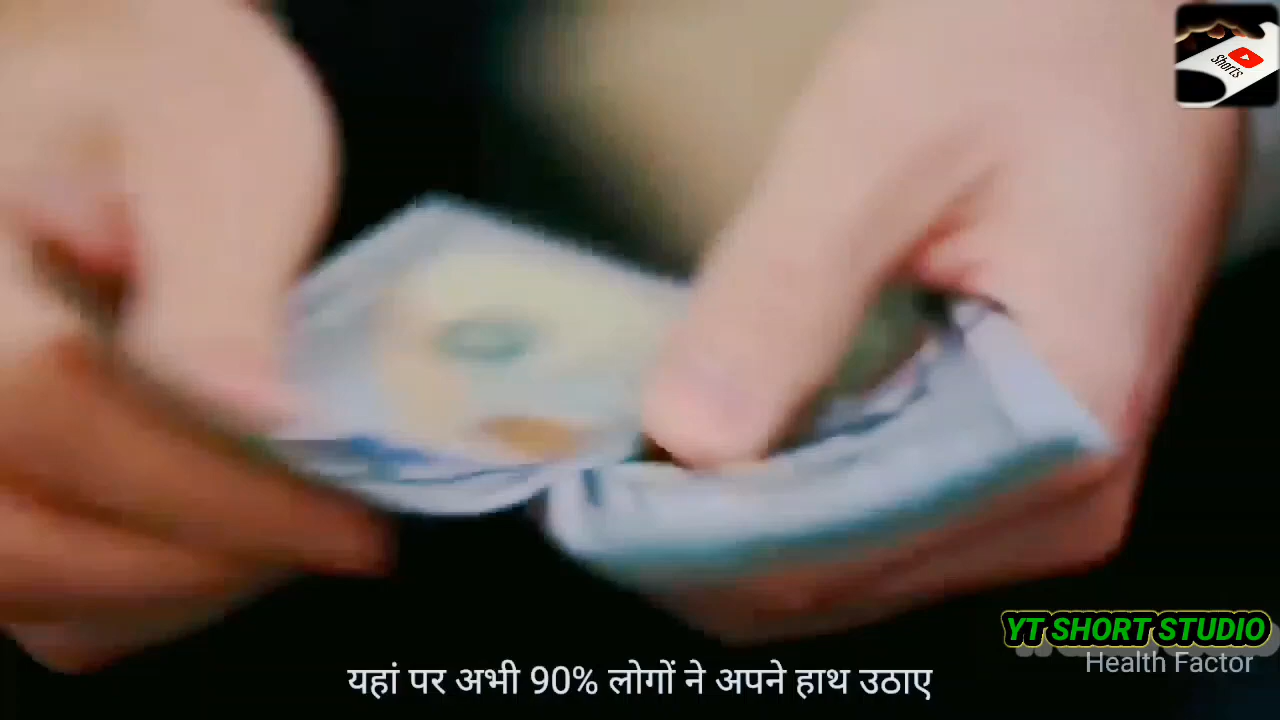 Shorts
YT SHORT STUDIO
Health Factor
यहां पर अभी 90% लोगों ने अपने हाथ उठाए